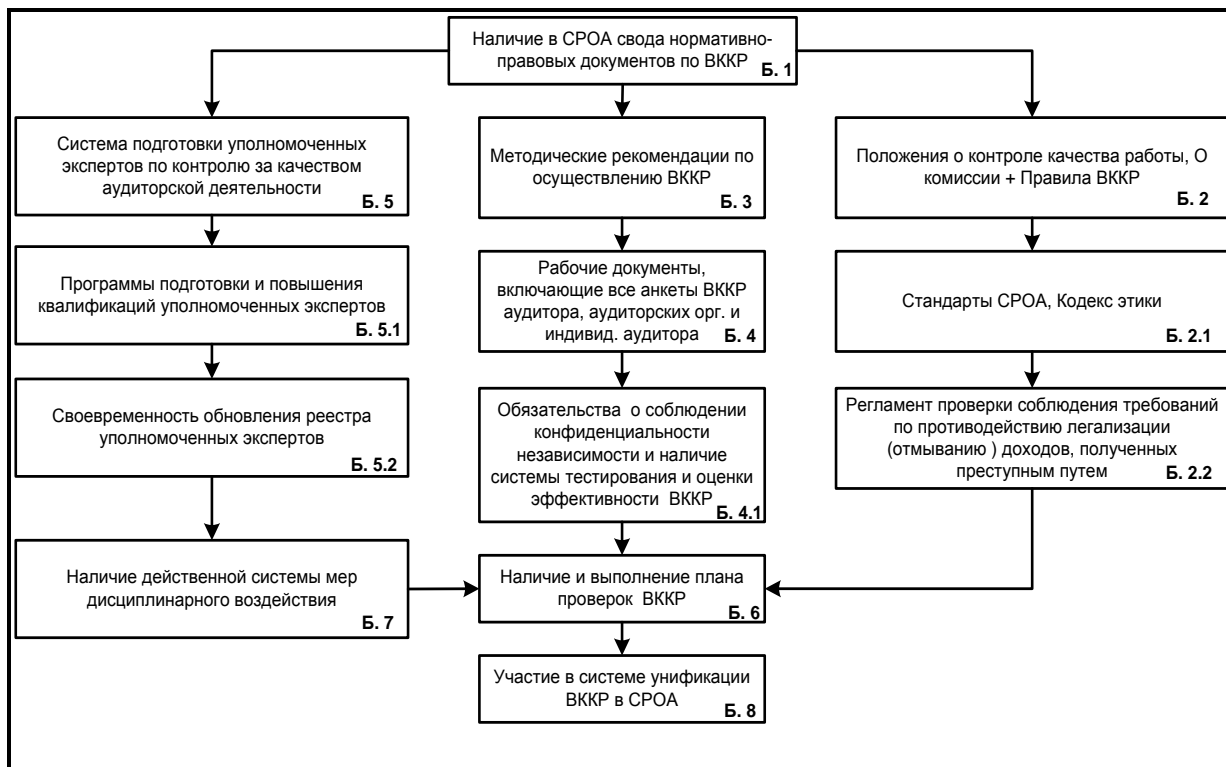 Наличие в СРОА свода нормативно-
правовых документов по ВККР
Б. 1
Система подготовки уполномоченных
экспертов по контролю за качеством
аудиторской деятельности
Б. 5
Методические рекомендации по
осуществлению ВККР
Б. 3
Положения о контроле качества работы, О
комиссии + Правила ВККР
Б. 2
Программы подготовки и повышения
квалификаций уполномоченных экспертов
Б. 5.1
Рабочие документы,
включающие все анкеты ВККР
аудитора, аудиторских орг. и
индивид. аудитора
Б. 4
Стандарты СРОА, Кодекс этики
Б. 2.1
Своевременность обновления реестра
уполномоченных экспертов
Б. 5.2
Обязательства о соблюдении
конфиденциальности
независимости и наличие
системы тестирования и оценки
эффективности ВККР
Б. 4.1
Регламент проверки соблюдения требований
по противодействию легализации
(отмыванию ) доходов, полученных
преступным путем
Б. 2.2
Наличие действенной системы мер
дисциплинарного воздействия
Б. 7
Наличие и выполнение плана
проверок ВККР
Б. 6
Участие в системе унификации
ВККР в СРОА
Б. 8